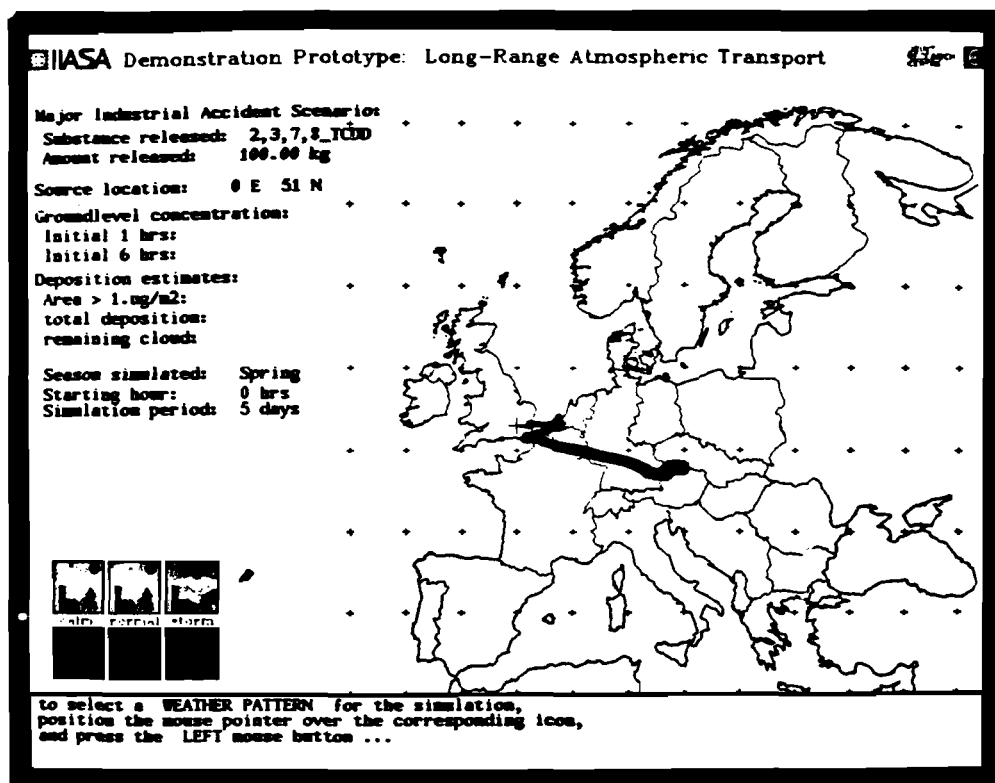 IIASA Demonstration Prototype: Long-Range Atmospheric Transport
Major Industrial Accident Scenario:
Substance released: 2,3,7,8_TCDD
Amount released: 100.00 kg
Source location: 0 E 51 N
Groundlevel concentration:
Initial 1 hrs:
Initial 6 hrs:
Deposition estimates:
Area > 1.ug/m2:
total deposition:
remaining cloud:
Season simulated: Spring
Starting hour: 0 hrs
Simulation period: 5 days
calm normal storm
to select a WEATHER PATTERN for the simulation,
position the mouse pointer over the corresponding icon,
and press the LEFT mouse button ...